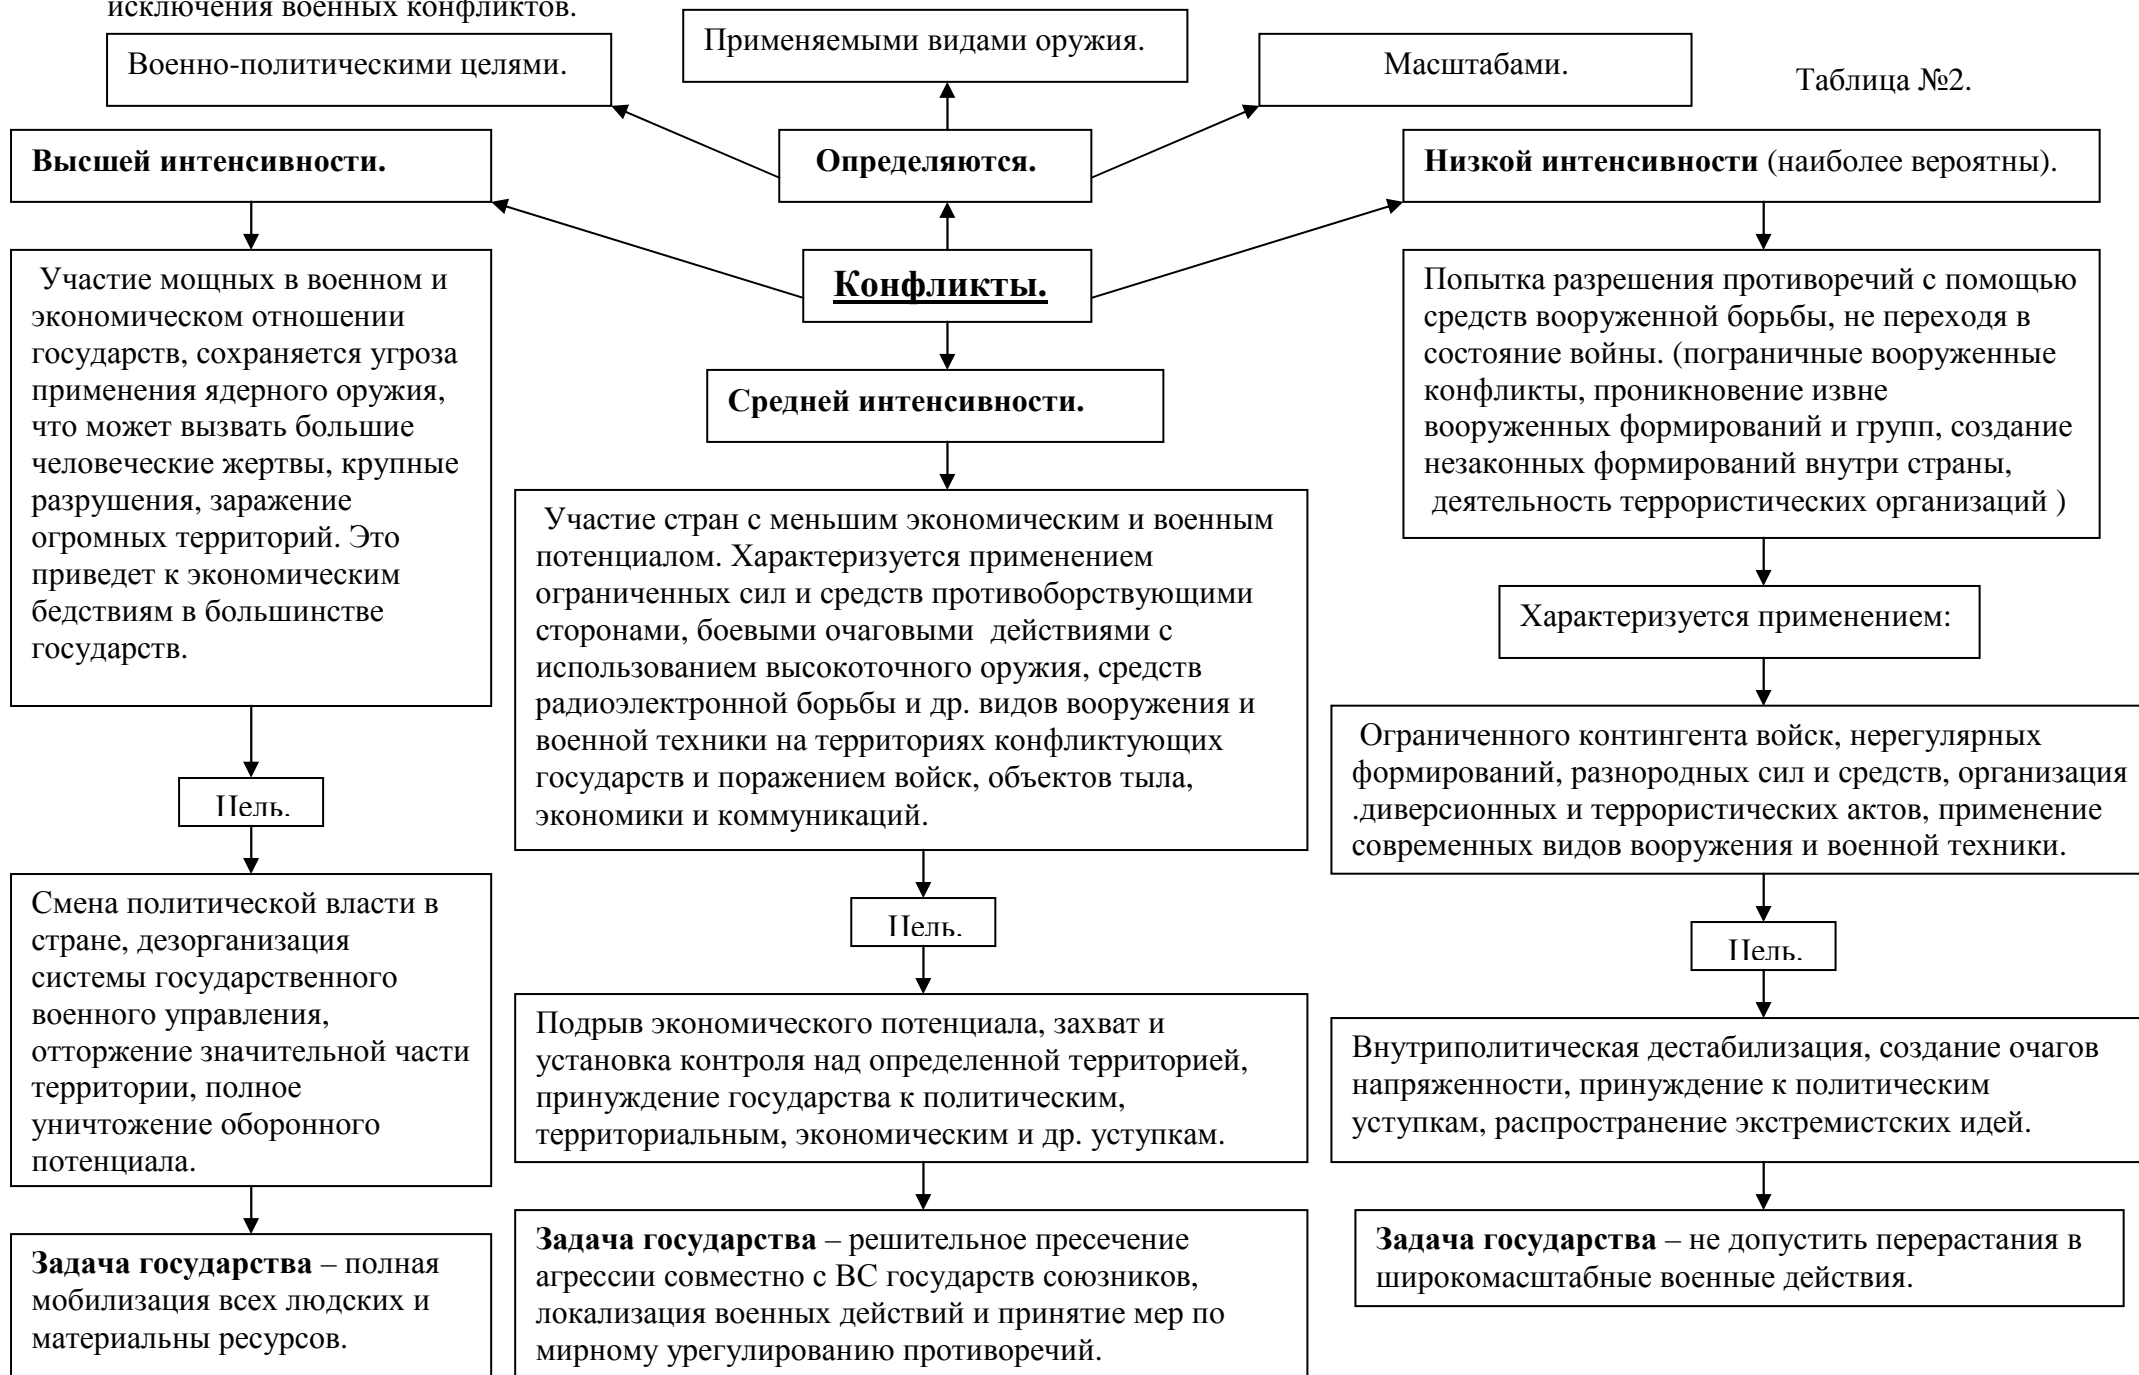 исключения военных конфликтов.
Военно-политическими целями.
Применяемыми видами оружия.
Масштабами.
Таблица №2.
Высшей интенсивности.
Определяются.
Низкой интенсивности (наиболее вероятны).
Конфликты.
Участие мощных в военном и
экономическом отношении
государств, сохраняется угроза
применения ядерного оружия,
что может вызвать большие
человеческие жертвы, крупные
разрушения, заражение
огромных территорий. Это
приведет к экономическим
бедствиям в большинстве
государств.
Цель.
Смена политической власти в
стране, дезорганизация
системы государственного
военного управления,
отторжение значительной части
территории, полное
уничтожение оборонного
потенциала.
Задача государства – полная
мобилизация всех людских и
материальны ресурсов.
Средней интенсивности.
Участие стран с меньшим экономическим и военным
потенциалом. Характеризуется применением
ограниченных сил и средств противоборствующими
сторонами, боевыми очаговыми  действиями с
использованием высокоточного оружия, средств
радиоэлектронной борьбы и др. видов вооружения и
военной техники на территориях конфликтующих
государств и поражением войск, объектов тыла,
экономики и коммуникаций.
Цель.
Подрыв экономического потенциала, захват и
установка контроля над определенной территорией,
принуждение государства к политическим,
территориальным, экономическим и др. уступкам.
Задача государства – решительное пресечение
агрессии совместно с ВС государств союзников,
локализация военных действий и принятие мер по
мирному урегулированию противоречий.
Попытка разрешения противоречий с помощью
средств вооруженной борьбы, не переходя в
состояние войны. (пограничные вооруженные
конфликты, проникновение извне
вооруженных формирований и групп, создание
незаконных формирований внутри страны,
деятельность террористических организаций )
Характеризуется применением:
Ограниченного контингента войск, нерегулярных
формирований, разнородных сил и средств, организация
.диверсионных и террористических актов, применение
современных видов вооружения и военной техники.
Цель.
Внутриполитическая дестабилизация, создание очагов
напряженности, принуждение к политическим
уступкам, распространение экстремистских идей.
Задача государства – не допустить перерастания в
широкомасштабные военные действия.